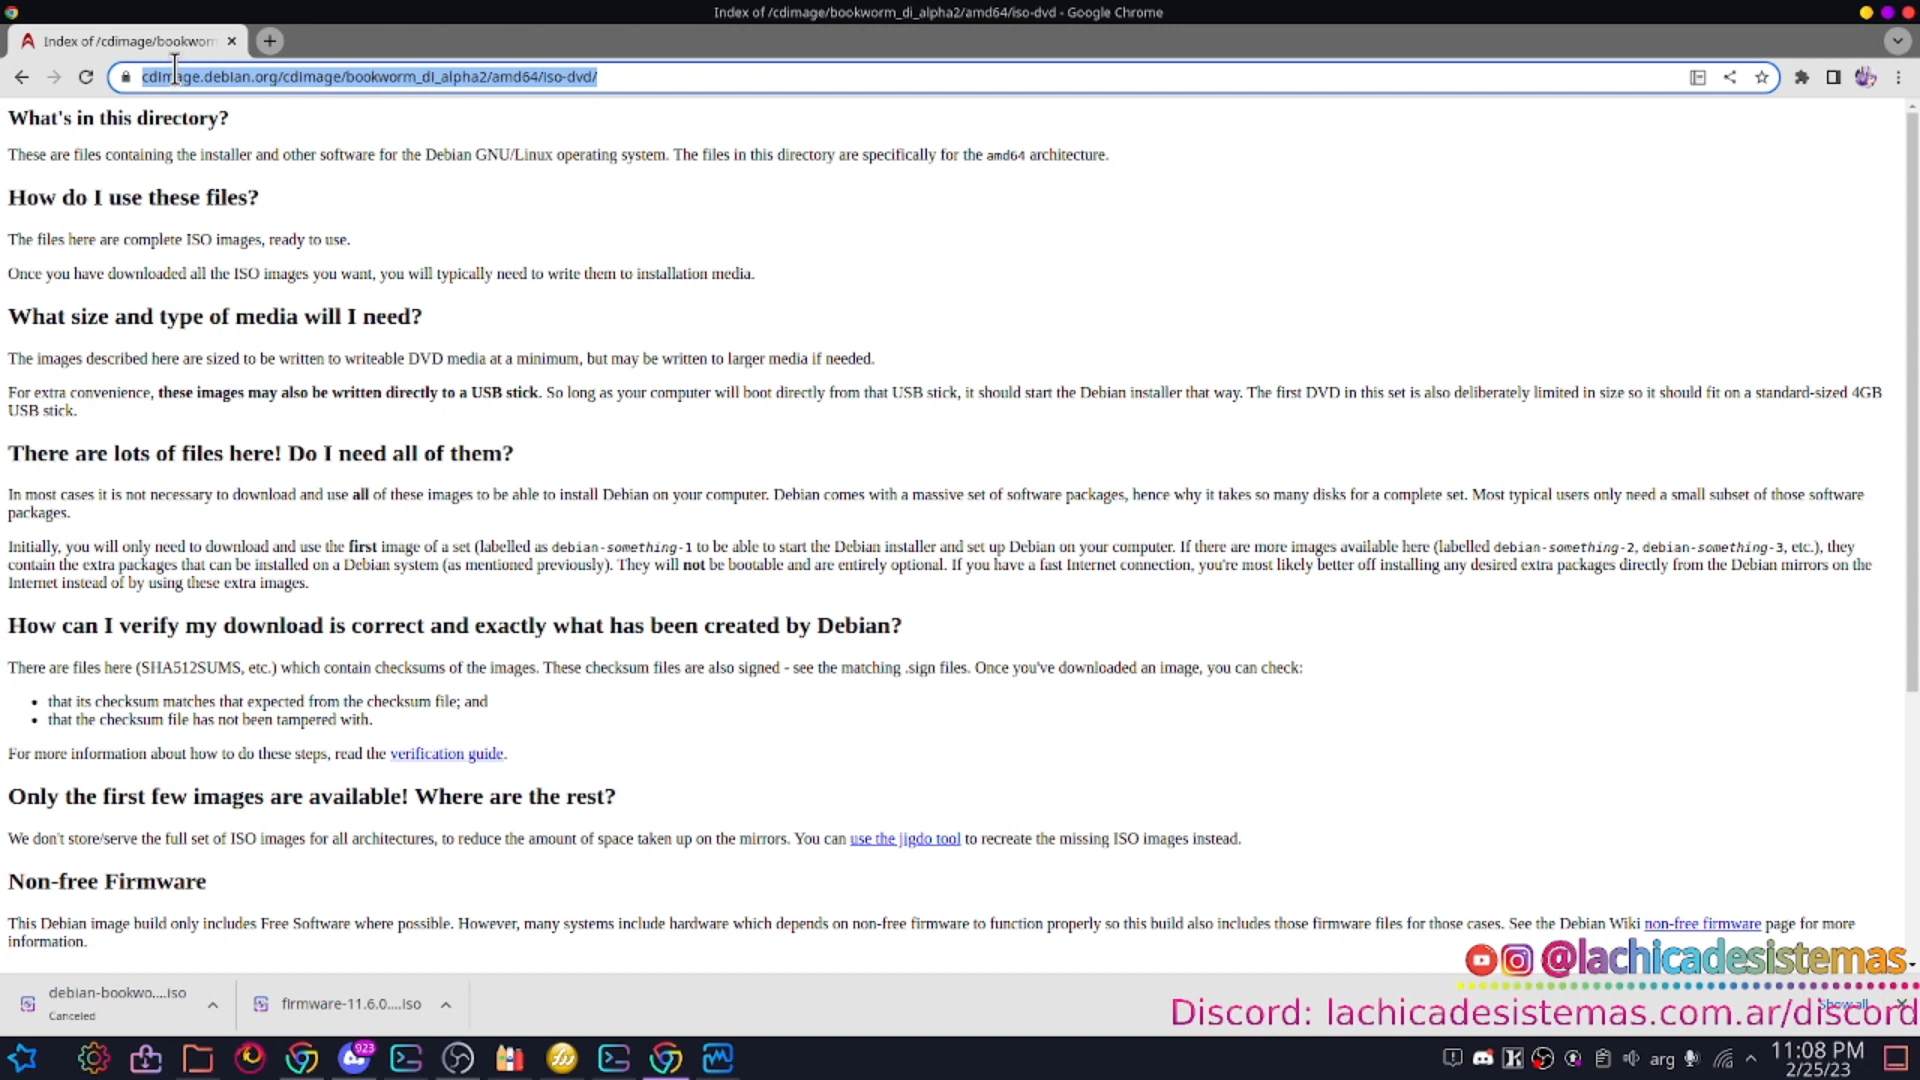 Index of /cdimage/bookworm_di_alpha2/amd64/iso-dvd - Google Chrome
Index of /cdimage/bookworm
cdimage.debian.org/cdimage/bookworm_di_alpha2/amd64/iso-dvd/
What's in this directory?
These are files containing the installer and other software for the Debian GNU/Linux operating system. The files in this directory are specifically for the amd64 architecture.
How do I use these files?
The files here are complete ISO images, ready to use.
Once you have downloaded all the ISO images you want, you will typically need to write them to installation media.
What size and type of media will I need?
The images described here are sized to be written to writeable DVD media at a minimum, but may be written to larger media if needed.
For extra convenience, these images may also be written directly to a USB stick. So long as your computer will boot directly from that USB stick, it should start the Debian installer that way. The first DVD in this set is also deliberately limited in size so it should fit on a standard-sized 4GB
USB stick.
There are lots of files here! Do I need all of them?
In most cases it is not necessary to download and use all of these images to be able to install Debian on your computer. Debian comes with a massive set of software packages, hence why it takes so many disks for a complete set. Most typical users only need a small subset of those software
packages.
Initially, you will only need to download and use the first image of a set (labelled as debian-something-1 to be able to start the Debian installer and set up Debian on your computer. If there are more images available here (labelled debian-something-2, debian-something-3, etc.), they
contain the extra packages that can be installed on a Debian system (as mentioned previously). They will not be bootable and are entirely optional. If you have a fast Internet connection, you're most likely better off installing any desired extra packages directly from the Debian mirrors on the
Internet instead of by using these extra images.
How can I verify my download is correct and exactly what has been created by Debian?
There are files here (SHA512SUMS, etc.) which contain checksums of the images. These checksum files are also signed - see the matching .sign files. Once you've downloaded an image, you can check:
• that its checksum matches that expected from the checksum file; and
• that the checksum file has not been tampered with.
For more information about how to do these steps, read the verification guide.
Only the first few images are available! Where are the rest?
We don't store/serve the full set of ISO images for all architectures, to reduce the amount of space taken up on the mirrors. You can use the jigdo tool to recreate the missing ISO images instead.
Non-free Firmware
This Debian image build only includes Free Software where possible. However, many systems include hardware which depends on non-free firmware to function properly so this build also includes those firmware files for those cases. See the Debian Wiki non-free firmware page for more
information.
@lachicadesistemas
debian-bookwo....iso
Canceled
firmware-11.6.0....iso
Show all
Discord: lachicadesistemas.com.ar/discord
923
arg
11:08 PM
2/25/23